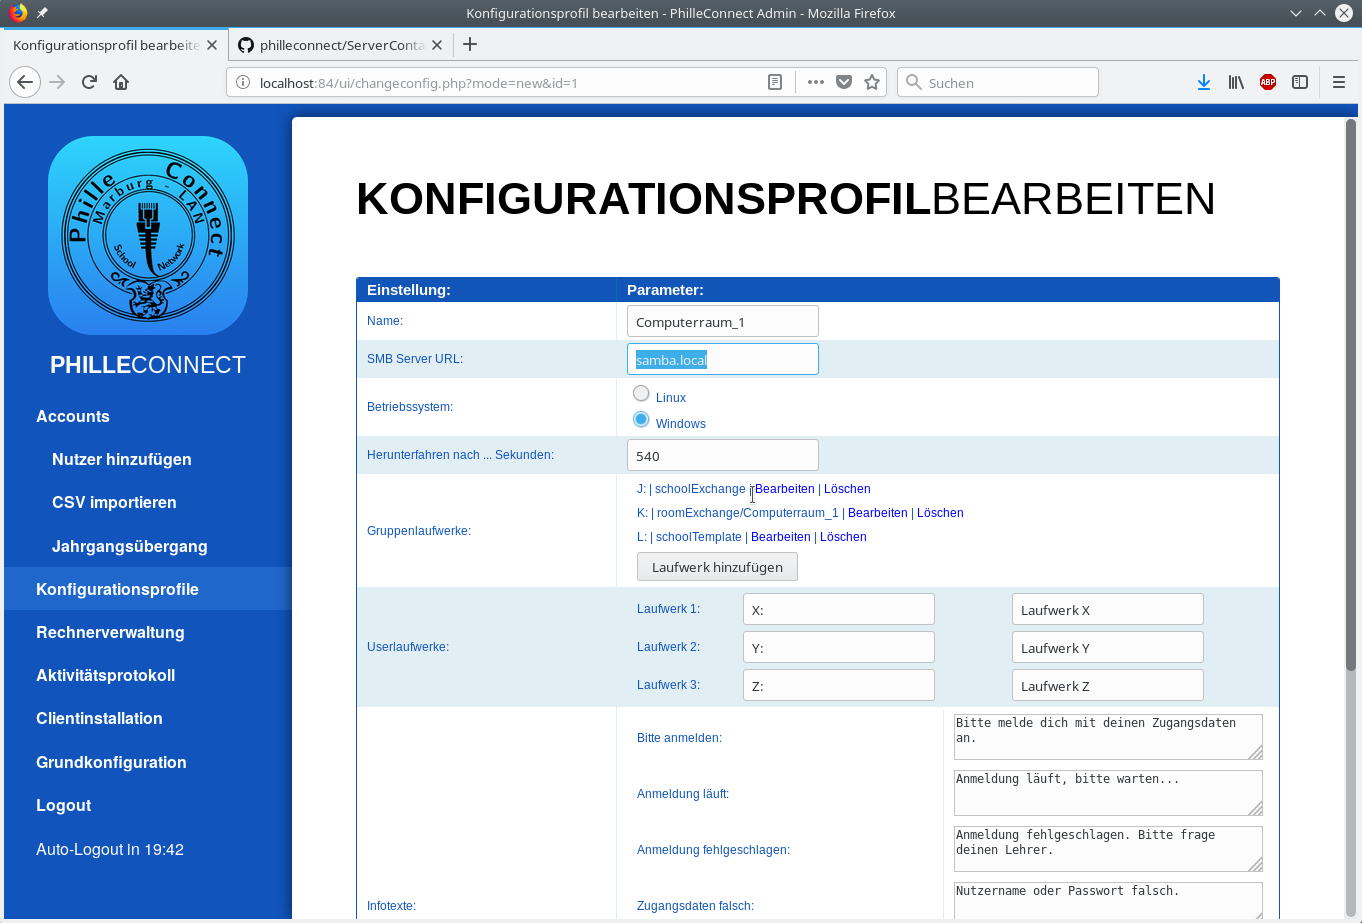 Konfigurationsprofil bearbeiten - PhilleConnect Admin - Mozilla Firefox
Konfigurationsprofil bearbeite
philleconnect/ServerConta
localhost:84/ui/changeconfig.php?mode=new&id=1
Suchen
ABP
Phille Connect
Marburg - LAN
School Network
PHILLECONNECT
Accounts
Nutzer hinzufügen
CSV importieren
Jahrgangsübergang
Konfigurationsprofile
Rechnerverwaltung
Aktivitätsprotokoll
Clientinstallation
Grundkonfiguration
Logout
Auto-Logout in 19:42
KONFIGURATIONSPROFILBEARBEITEN
Einstellung: Parameter:
Name: Computerraum_1
SMB Server URL: samba.local
Betriebssystem:
Linux
Windows
Herunterfahren nach ... Sekunden: 540
Gruppenlaufwerke:
J: | schoolExchange | Bearbeiten | Löschen
K: | roomExchange/Computerraum_1 | Bearbeiten | Löschen
L: | schoolTemplate | Bearbeiten | Löschen
Laufwerk hinzufügen
Userlaufwerke:
Laufwerk 1: X: Laufwerk X
Laufwerk 2: Y: Laufwerk Y
Laufwerk 3: Z: Laufwerk Z
Infotexte:
Bitte anmelden:
Bitte melde dich mit deinen Zugangsdaten
an.
Anmeldung läuft:
Anmeldung läuft, bitte warten...
Anmeldung fehlgeschlagen:
Anmeldung fehlgeschlagen. Bitte frage
deinen Lehrer.
Zugangsdaten falsch:
Nutzername oder Passwort falsch.